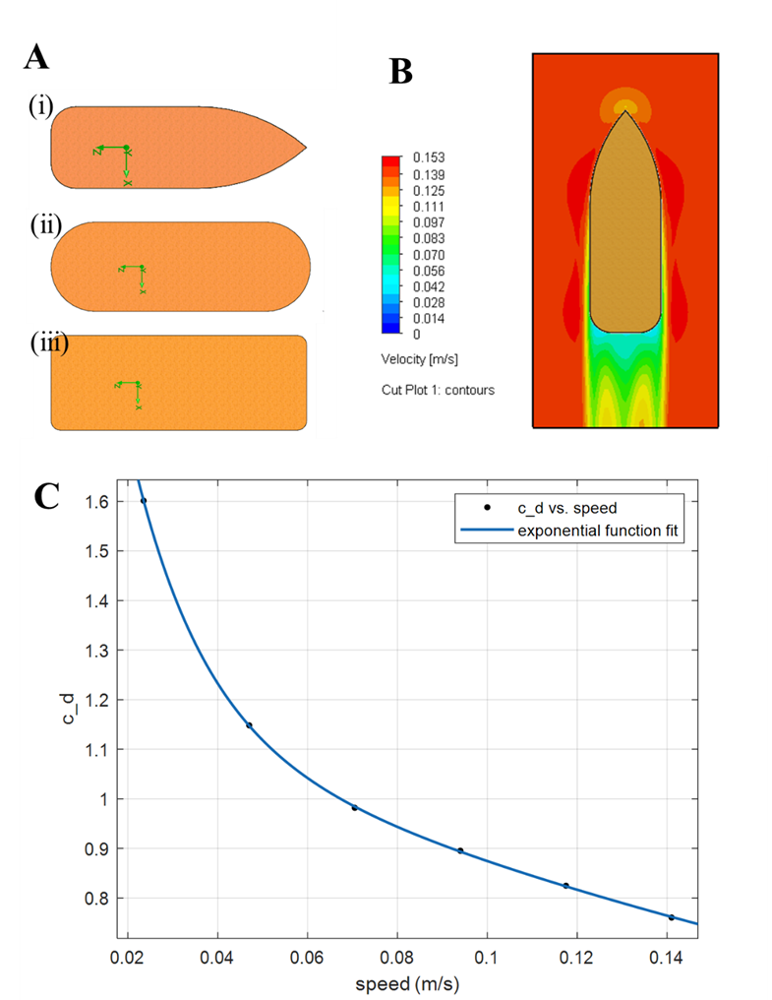 A
B
(i)
Z
Y
X
(ii)
Z
Y
X
(iii)
Z
Y
X
0.153
0.139
0.125
0.111
0.097
0.083
0.070
0.056
0.042
0.028
0.014
0
Velocity [m/s]
Cut Plot 1: contours
C
c_d vs. speed
exponential function fit
1.6
1.5
1.4
1.3
1.2
1.1
1
0.9
0.8
c_d
0.02 0.04 0.06 0.08 0.1 0.12 0.14
speed (m/s)